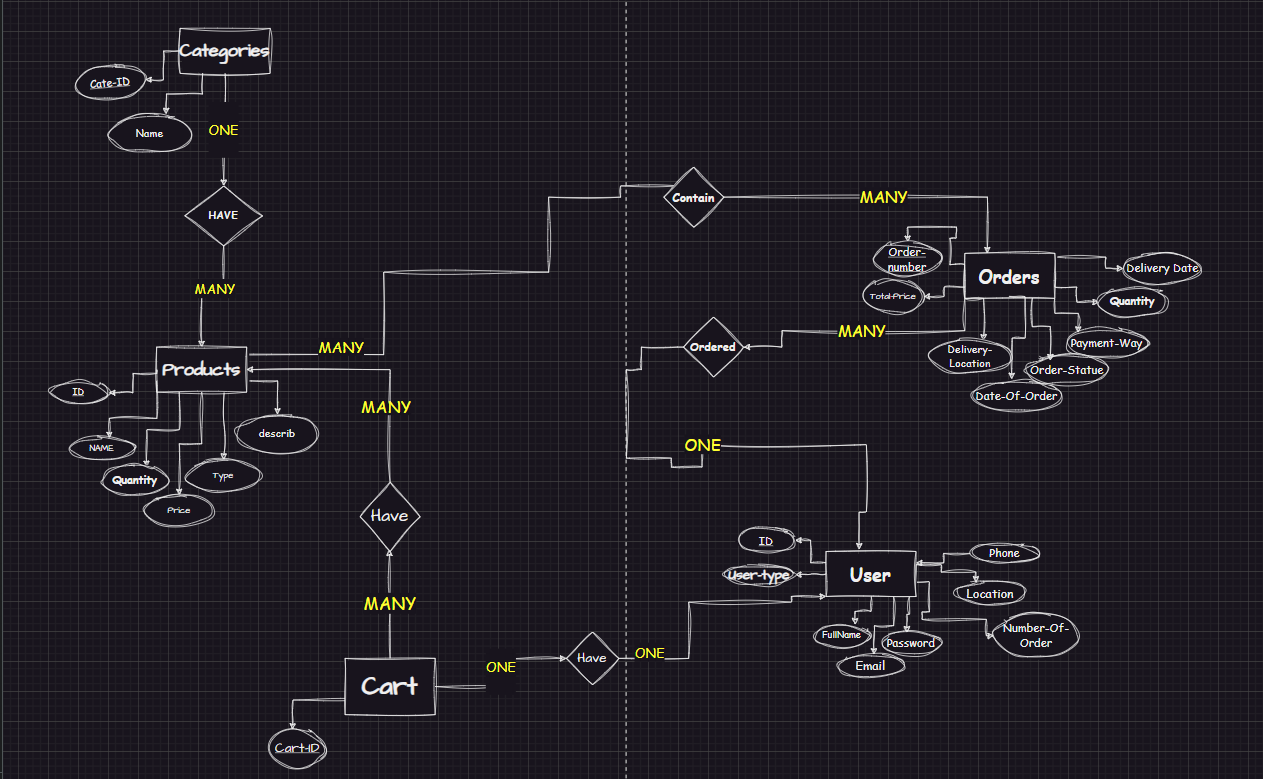 Categories
Cate-ID
Name
ONE
HAVE
MANY
Products
ID
NAME
Quantity
Price
Type
describ
MANY
MANY
Have
MANY
Cart
Cart-ID
ONE
Have
ONE
Contain
MANY
Orders
Order-
number
Total-Price
Delivery Date
Quantity
Payment-Way
Order-Statue
Date-Of-Order
Delivery-
Location
MANY
Ordered
ONE
User
ID
User-type
FullName
Email
Password
Phone
Location
Number-Of-
Order